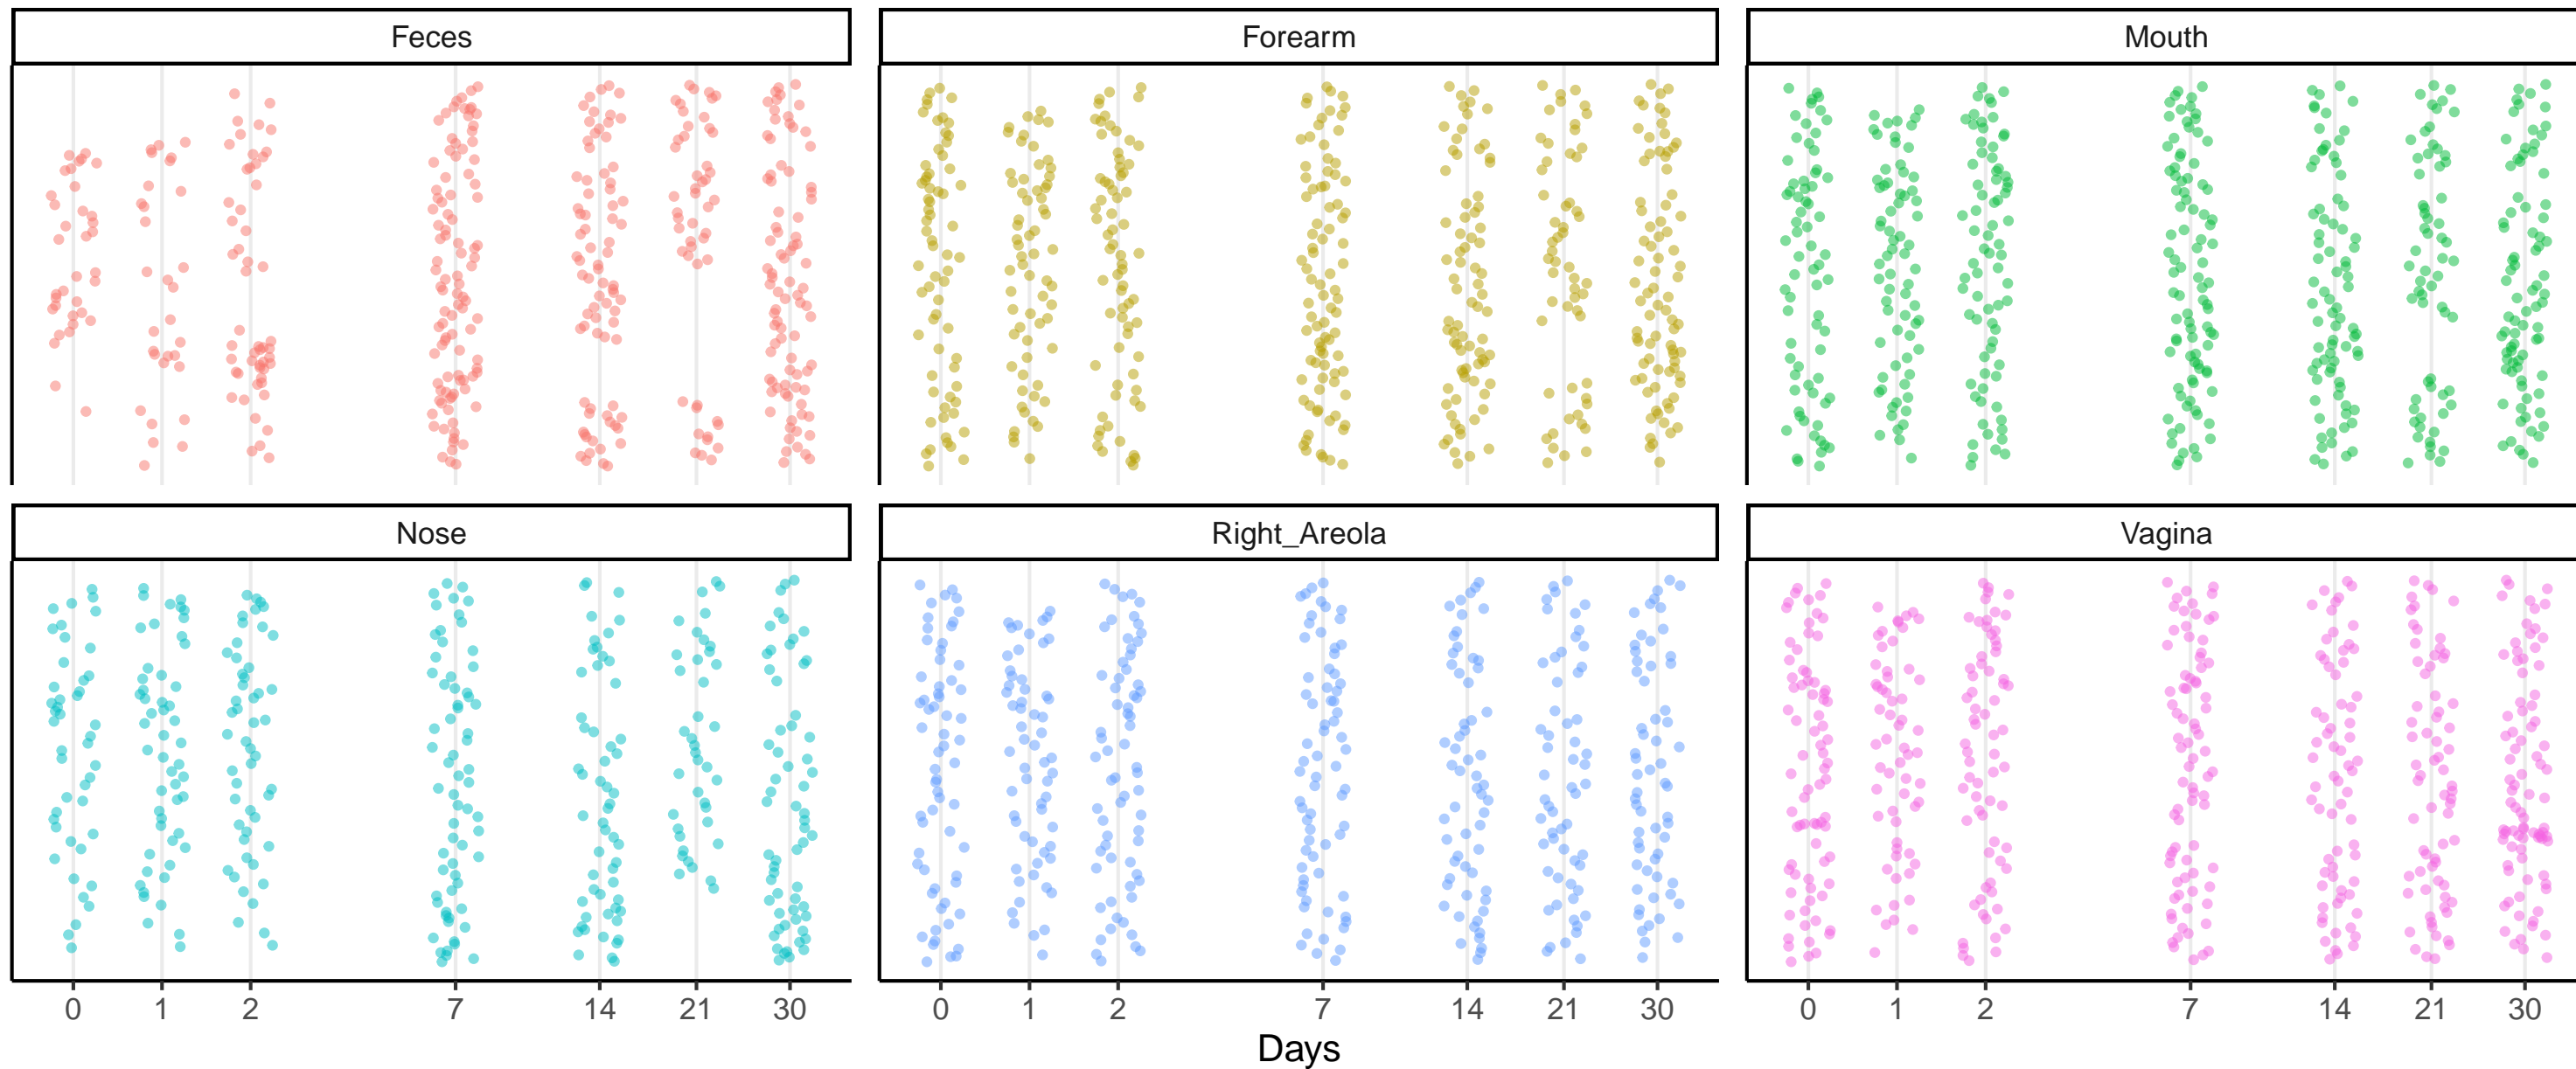 Feces Forearm Mouth
Nose Right_Areola Vagina
0 1 2 7 14 21 30 0 1 2 7 14 21 30 0 1 2 7 14 21 30
Days